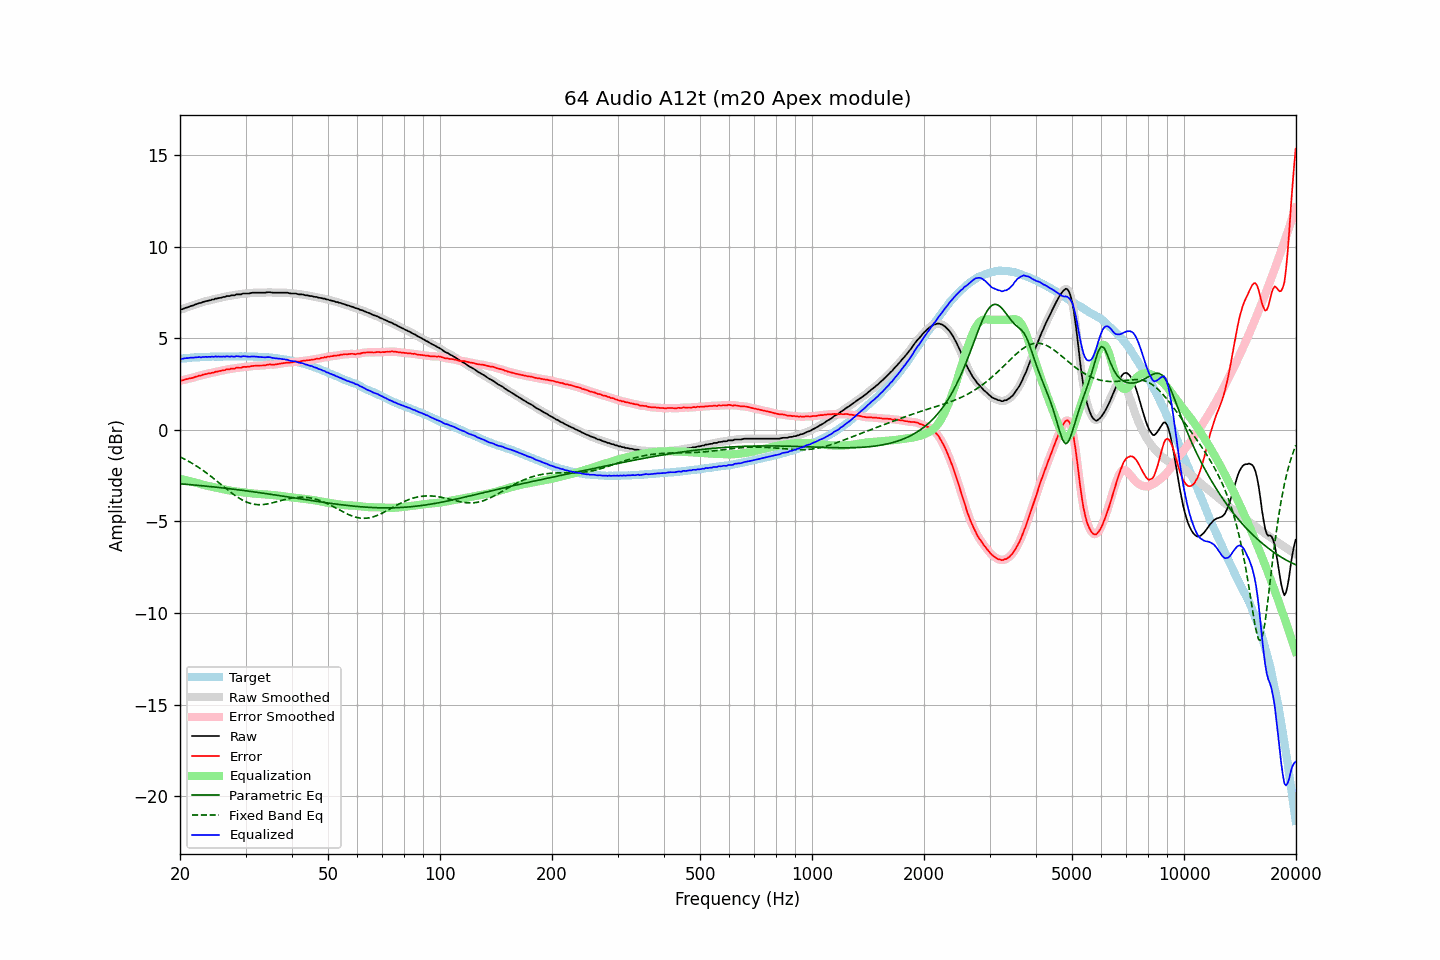 64 Audio A12t (m20 Apex module)
15
10
5
0
−5
−10
−15
−20
Amplitude (dBr)
Target
Raw Smoothed
Error Smoothed
Raw
Error
Equalization
Parametric Eq
Fixed Band Eq
Equalized
20 50 100 200 500 1000 2000 5000 10000 20000
Frequency (Hz)